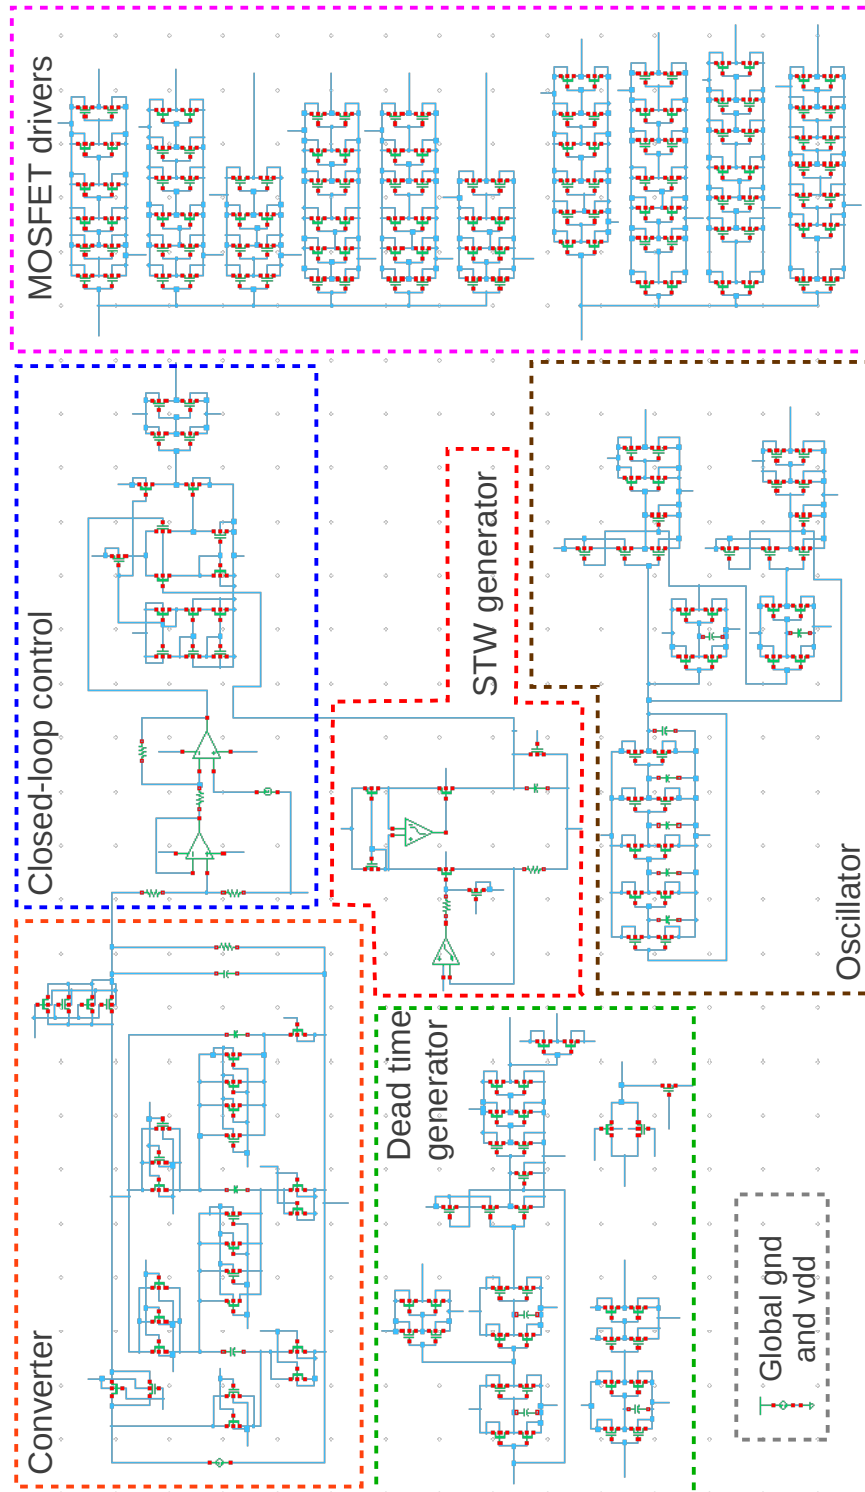 MOSFET drivers
Closed-loop control
STW generator
Oscillator
Converter
Dead time
generator
Global gnd
and vdd